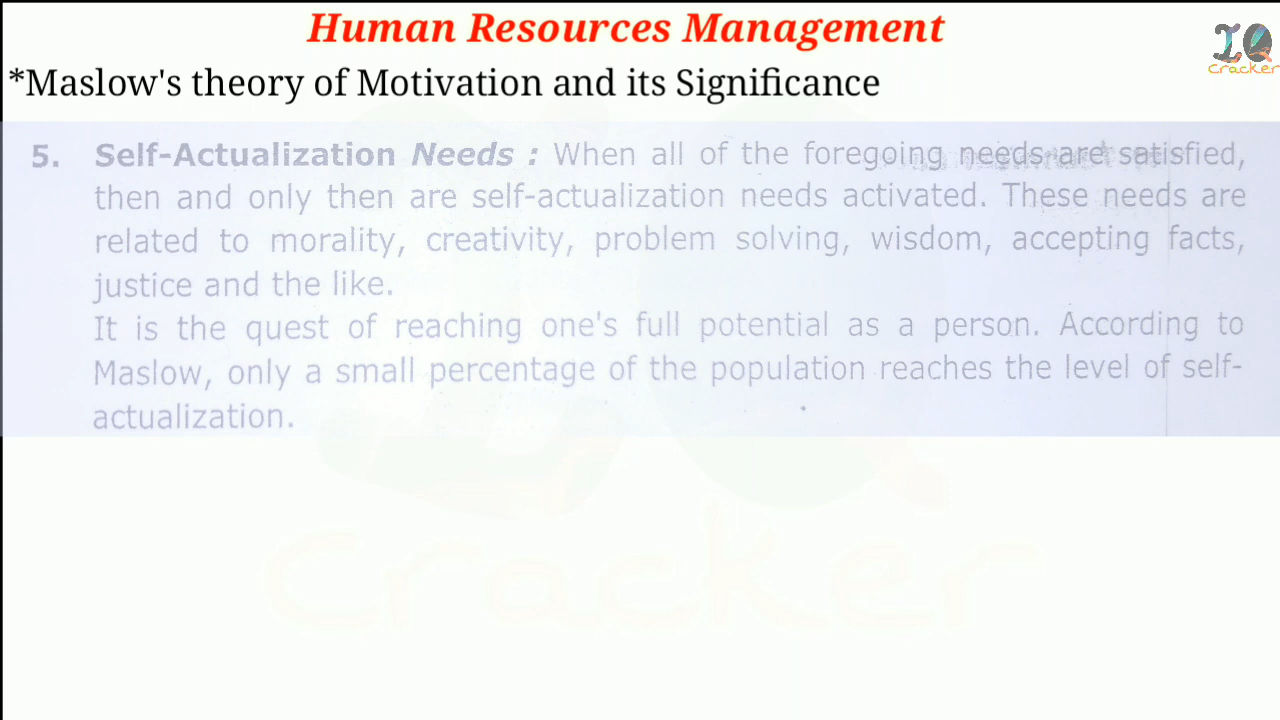 Human Resources Management
IQ
Cracker
*Maslow's theory of Motivation and its Significance
5. Self-Actualization Needs : When all of the foregoing needs are satisfied,
then and only then are self-actualization needs activated. These needs are
related to morality, creativity, problem solving, wisdom, accepting facts,
justice and the like.
It is the quest of reaching one's full potential as a person. According to
Maslow, only a small percentage of the population reaches the level of self-
actualization.
Cracker